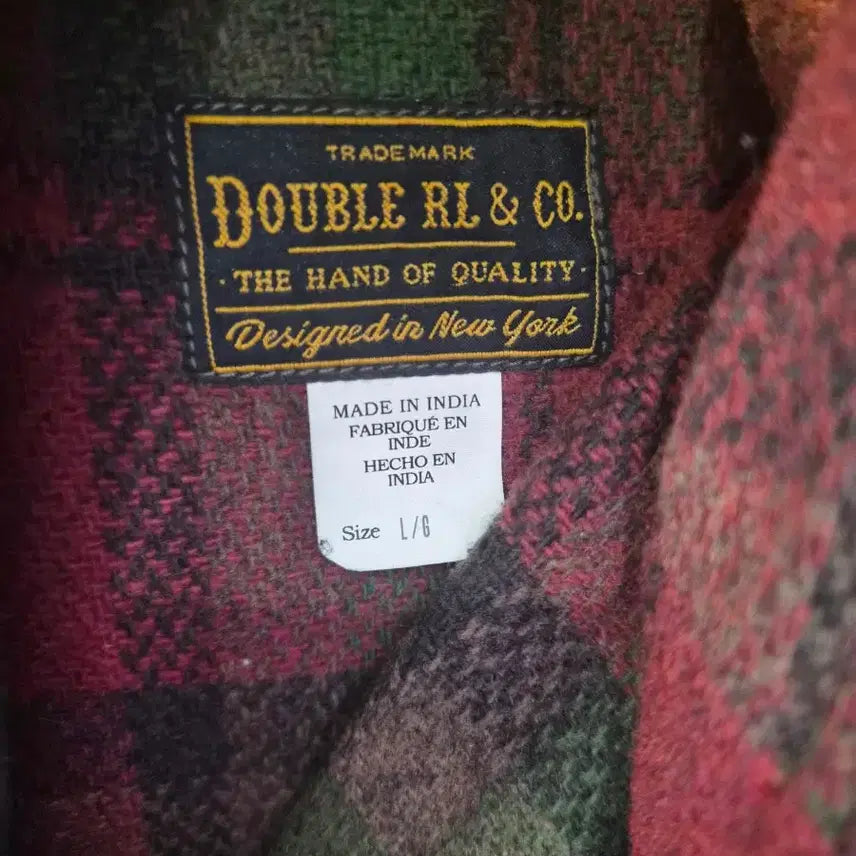 TRADEMARK
DOUBLE RL & CO.
· THE HAND OF QUALITY ·
Designed in New York
MADE IN INDIA
FABRIQUÉ EN
INDE
HECHO EN
INDIA
Size L/G